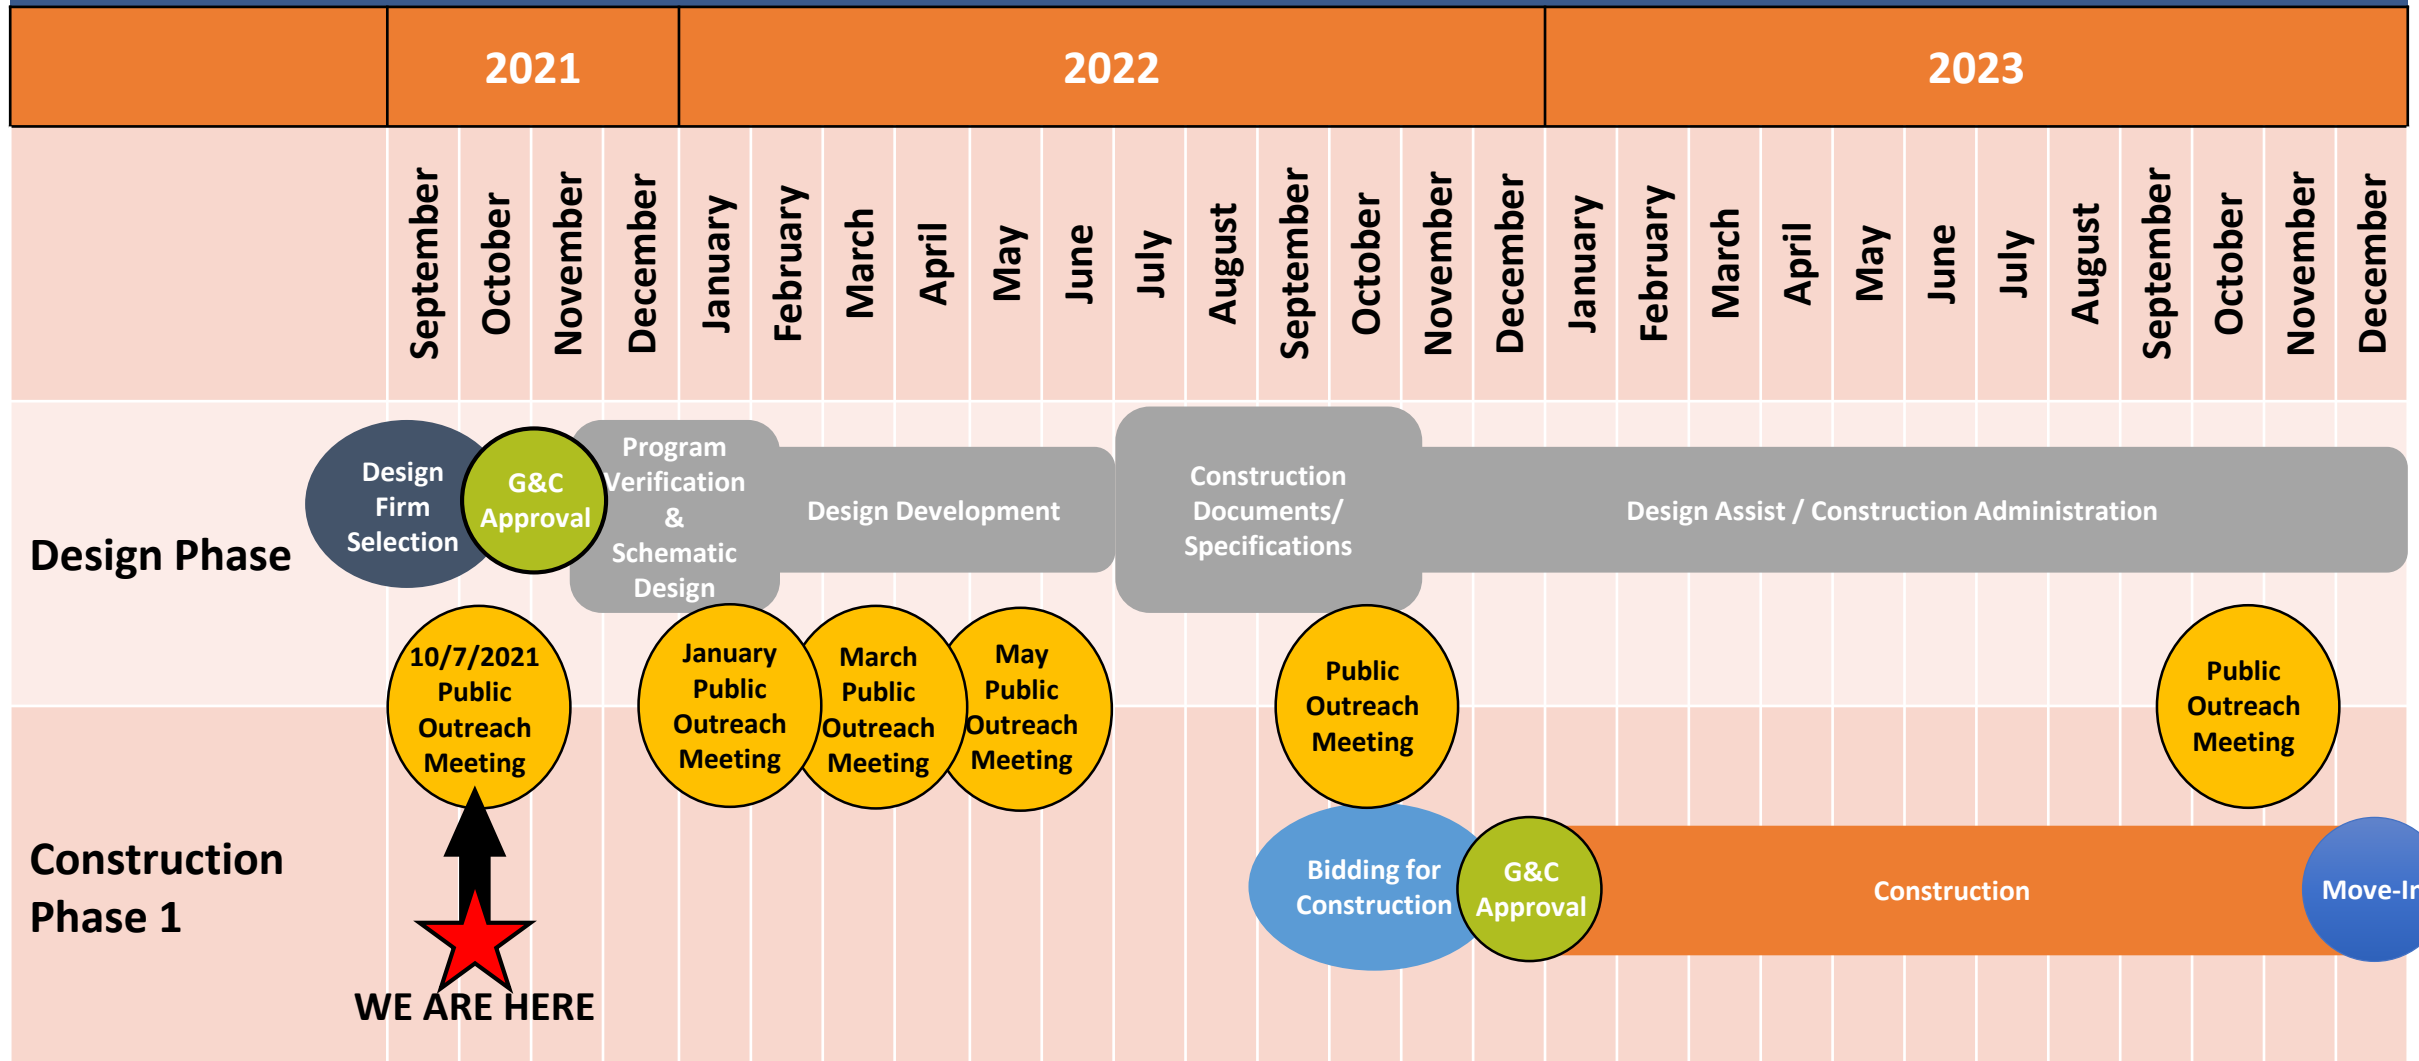 2021
2022
2023
September
October
November
December
January
February
March
April
May
June
July
August
September
October
November
December
January
February
March
April
May
June
July
August
September
October
November
December
Design Phase
Design
Firm
Selection
G&C
Approval
Program
Verification
&
Schematic
Design
Design Development
Construction
Documents/
Specifications
Design Assist / Construction Administration
10/7/2021
Public
Outreach
Meeting
January
Public
Outreach
Meeting
March
Public
Outreach
Meeting
May
Public
Outreach
Meeting
Public
Outreach
Meeting
Public
Outreach
Meeting
Construction
Phase 1
Bidding for
Construction
G&C
Approval
Construction
Move-In
WE ARE HERE